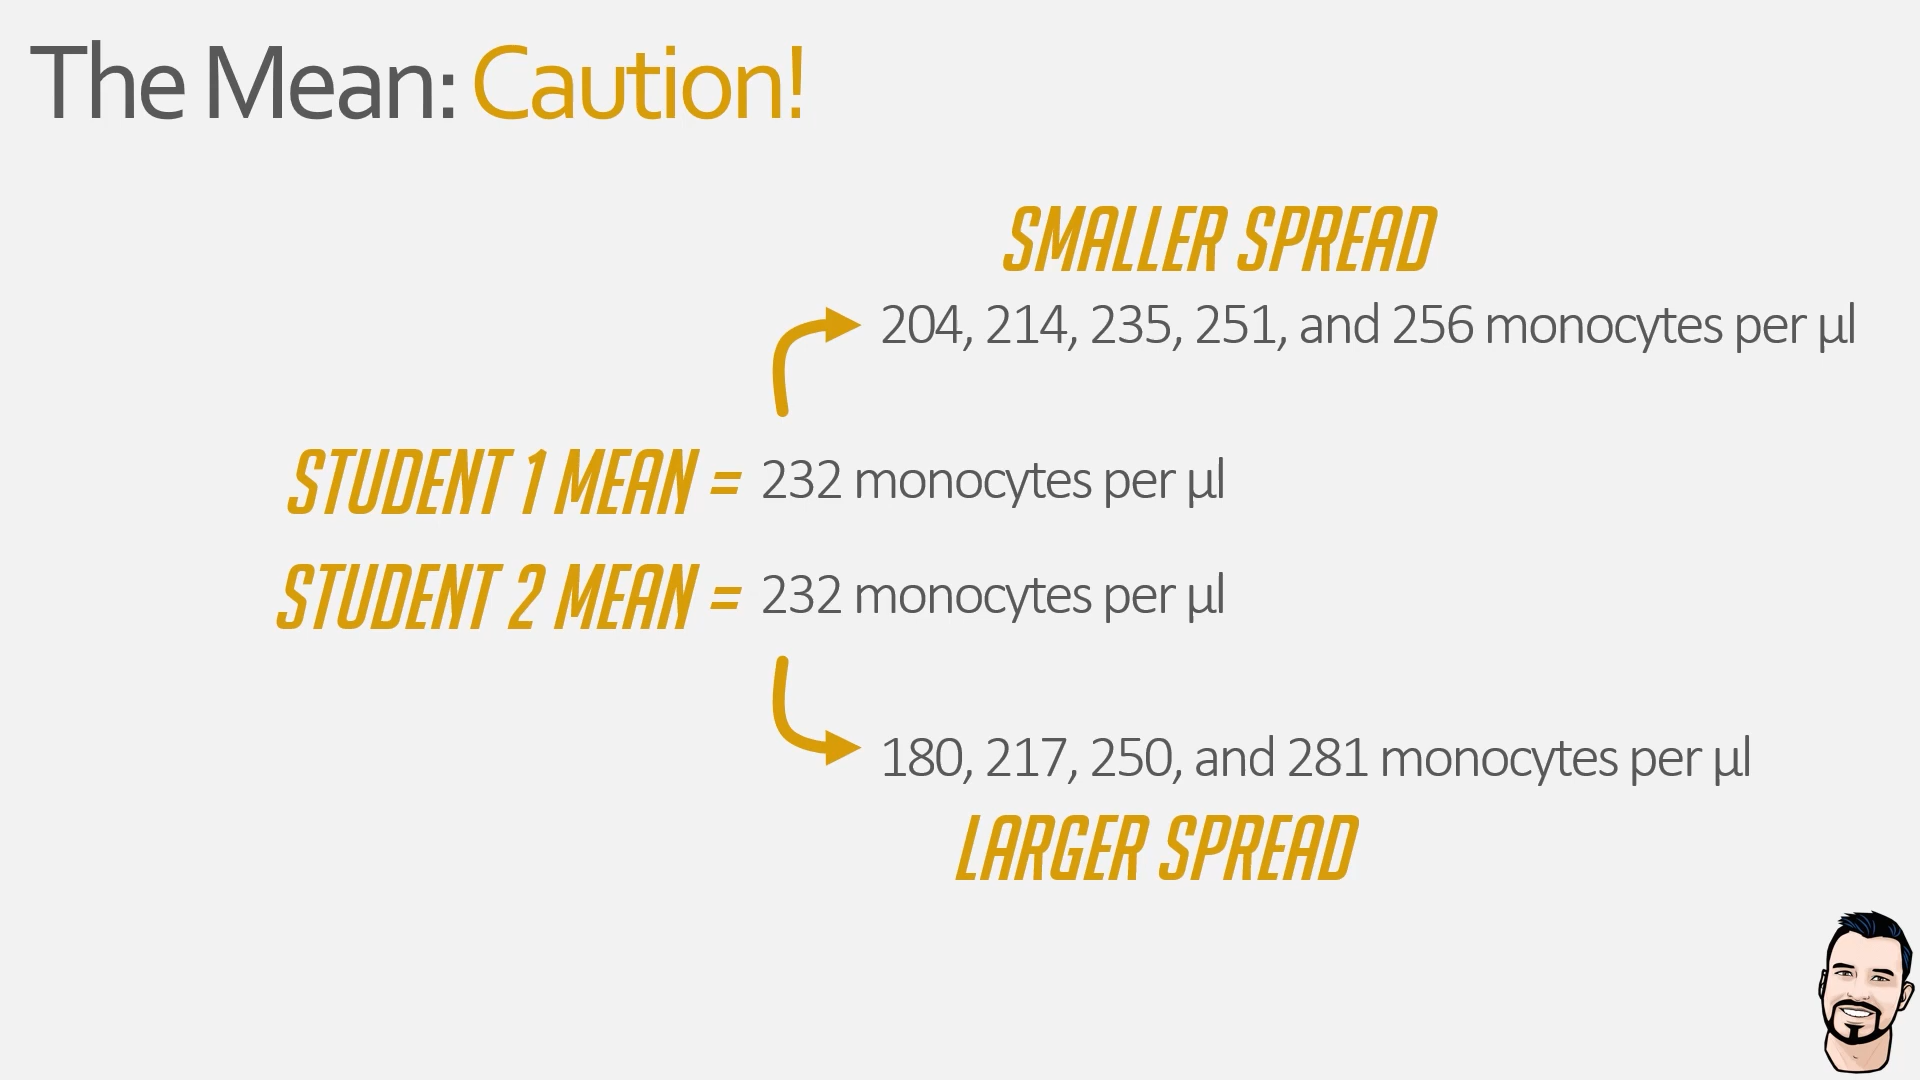 The Mean: Caution!
SMALLER SPREAD
204, 214, 235, 251, and 256 monocytes per µl
STUDENT 1 MEAN = 232 monocytes per µl
STUDENT 2 MEAN = 232 monocytes per µl
180, 217, 250, and 281 monocytes per µl
LARGER SPREAD